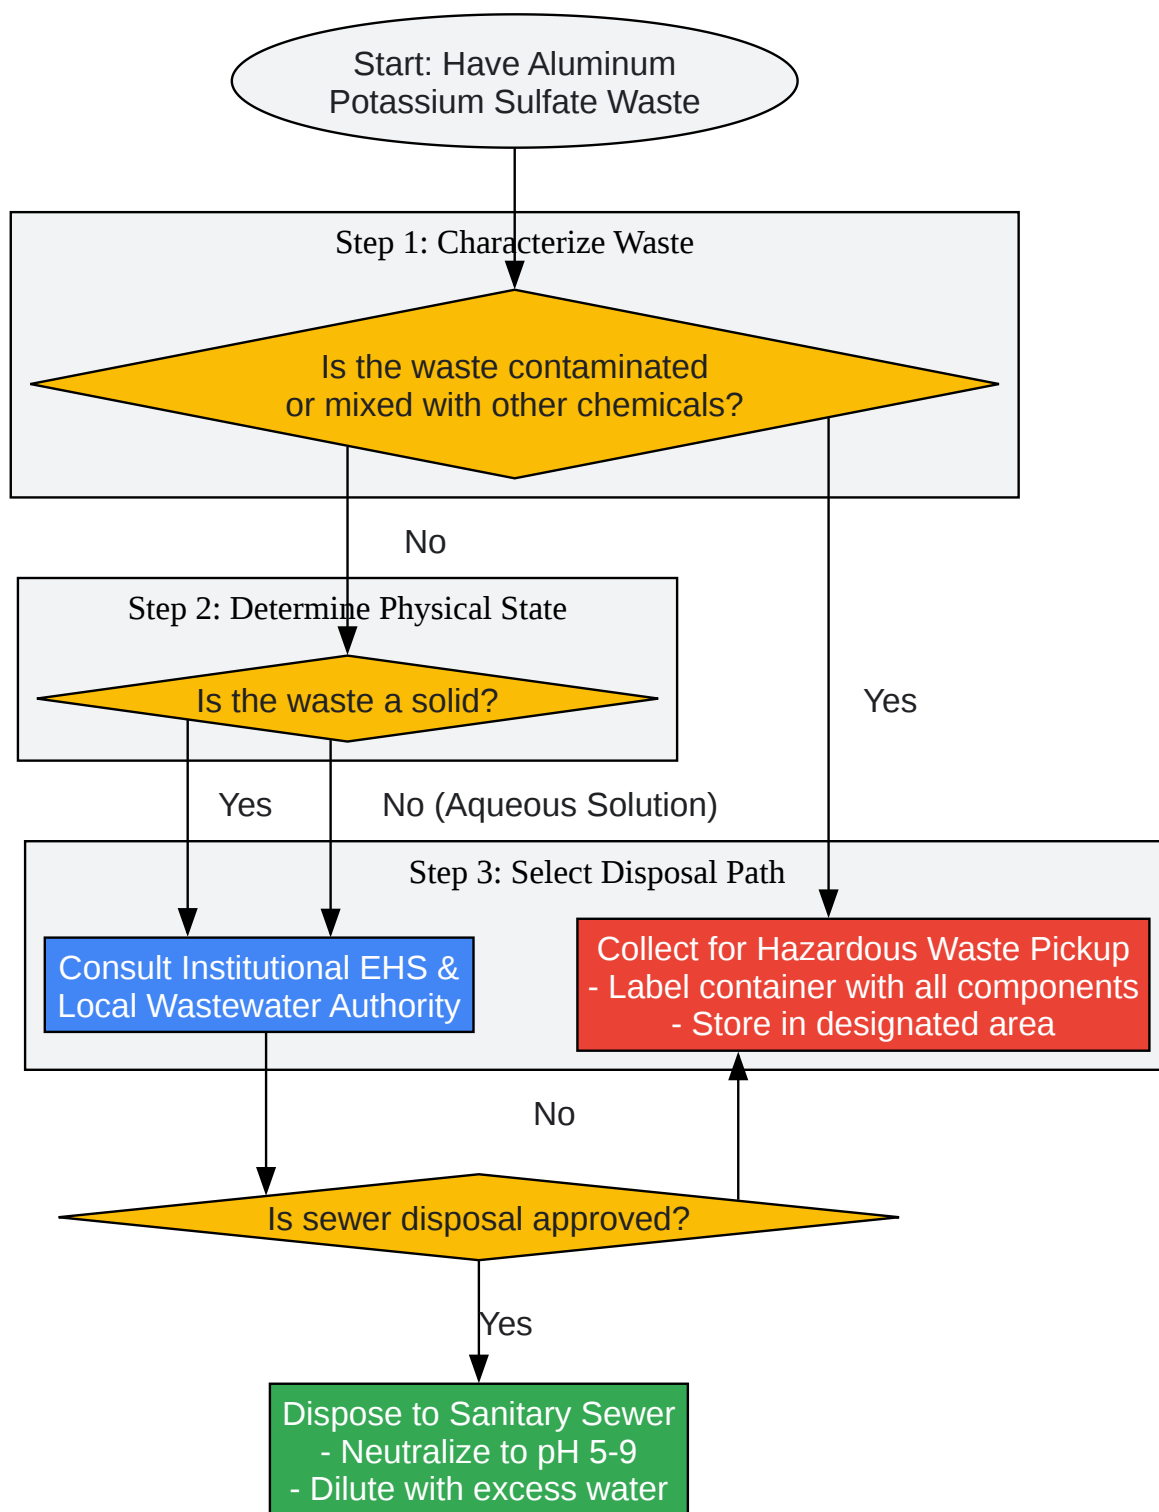 Start: Have Aluminum
Potassium Sulfate Waste
Step 1: Characterize Waste
Is the waste contaminated
or mixed with other chemicals?
No
Step 2: Determine Physical State
Is the waste a solid?
Yes
Yes
No (Aqueous Solution)
Step 3: Select Disposal Path
Consult Institutional EHS &
Local Wastewater Authority
Collect for Hazardous Waste Pickup
- Label container with all components
- Store in designated area
No
Is sewer disposal approved?
Yes
Dispose to Sanitary Sewer
- Neutralize to pH 5-9
- Dilute with excess water